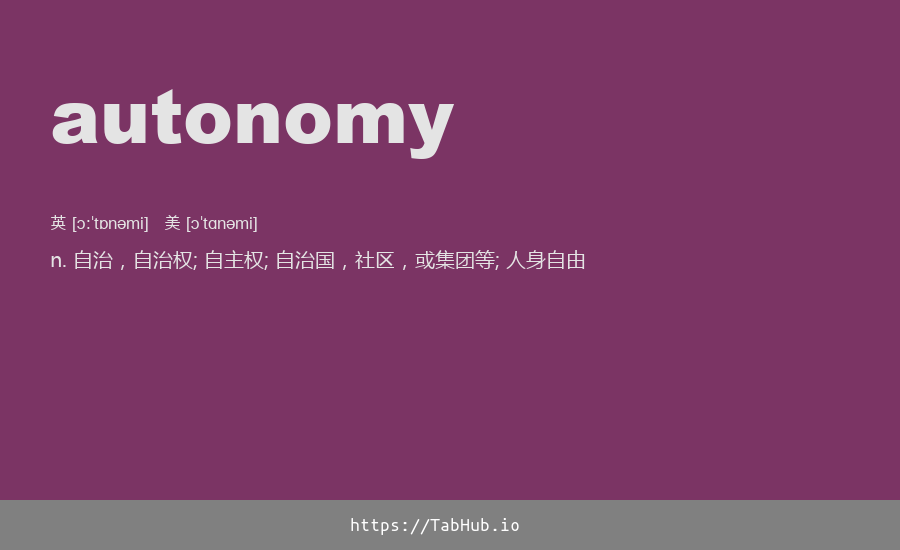 autonomy
英 [ɔːˈtɒnəmi]　美 [ɔˈtɑnəmi]
n. 自治，自治权; 自主权; 自治国，社区，或集团等; 人身自由
https://TabHub.io